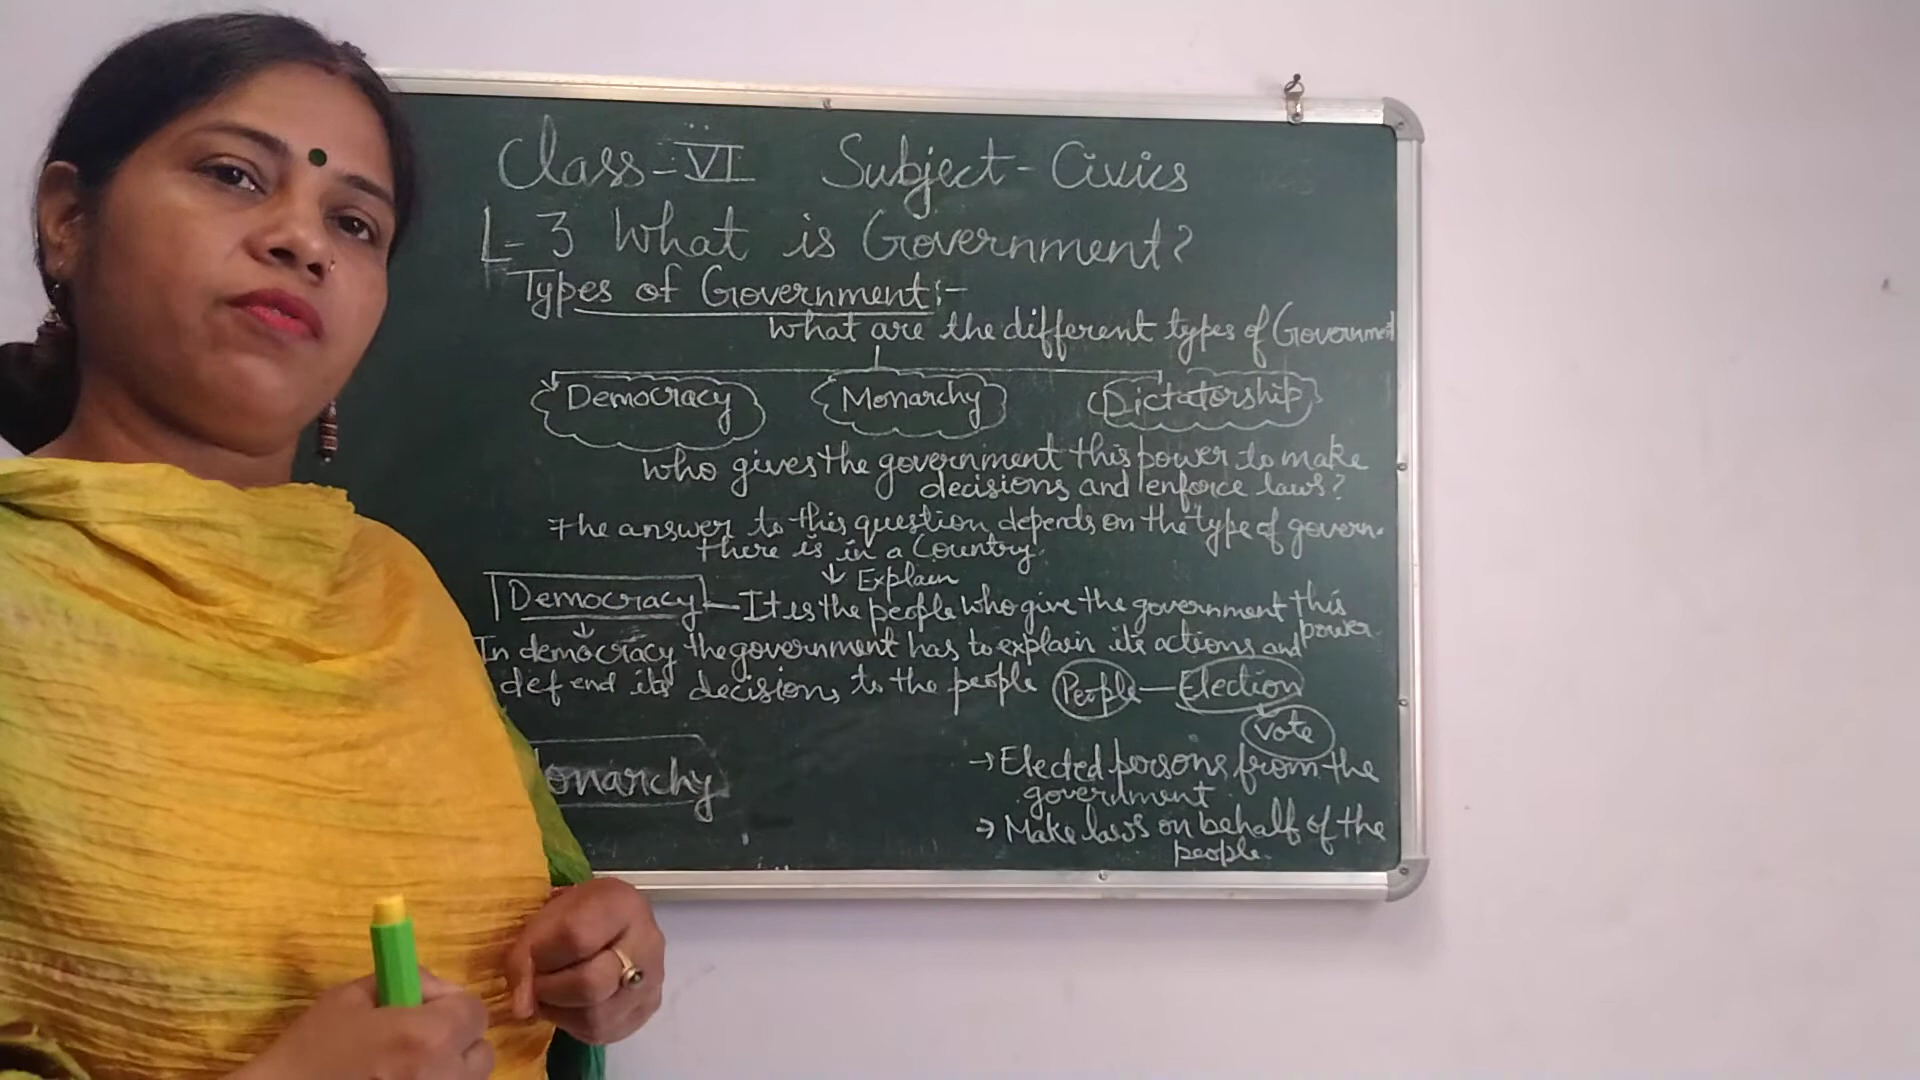 Class-VI Subject-Civics
L-3 What is Government?
Types of Government:-
What are the different types of Government
Democracy Monarchy Dictatorship
who gives the government this power to make
decisions and enforce laws?
The answer to this question depends on the type of govern.
there is in a Country.
↓ Explain
Democracy — It is the people who give the government this
power.
In democracy the government has to explain its actions and
defend its decisions to the people People — Election
Vote
onarchy
→ Elected persons from the
government
→ Make laws on behalf of the
people.